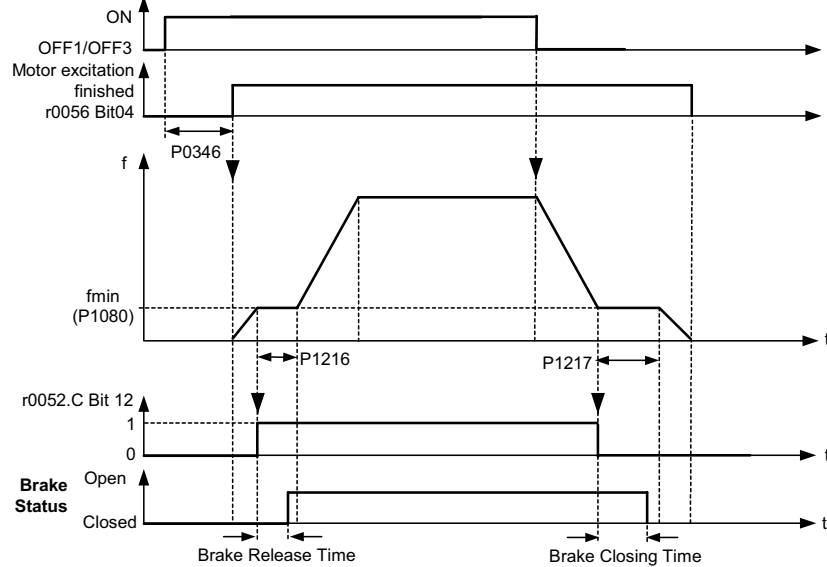 ON
OFF1/OFF3
Motor excitation
finished
r0056 Bit04
P0346
f
fmin
(P1080)
t
P1216
P1217
r0052.C Bit 12
1
0
t
Brake
Status
Open
Closed
t
Brake Release Time
Brake Closing Time